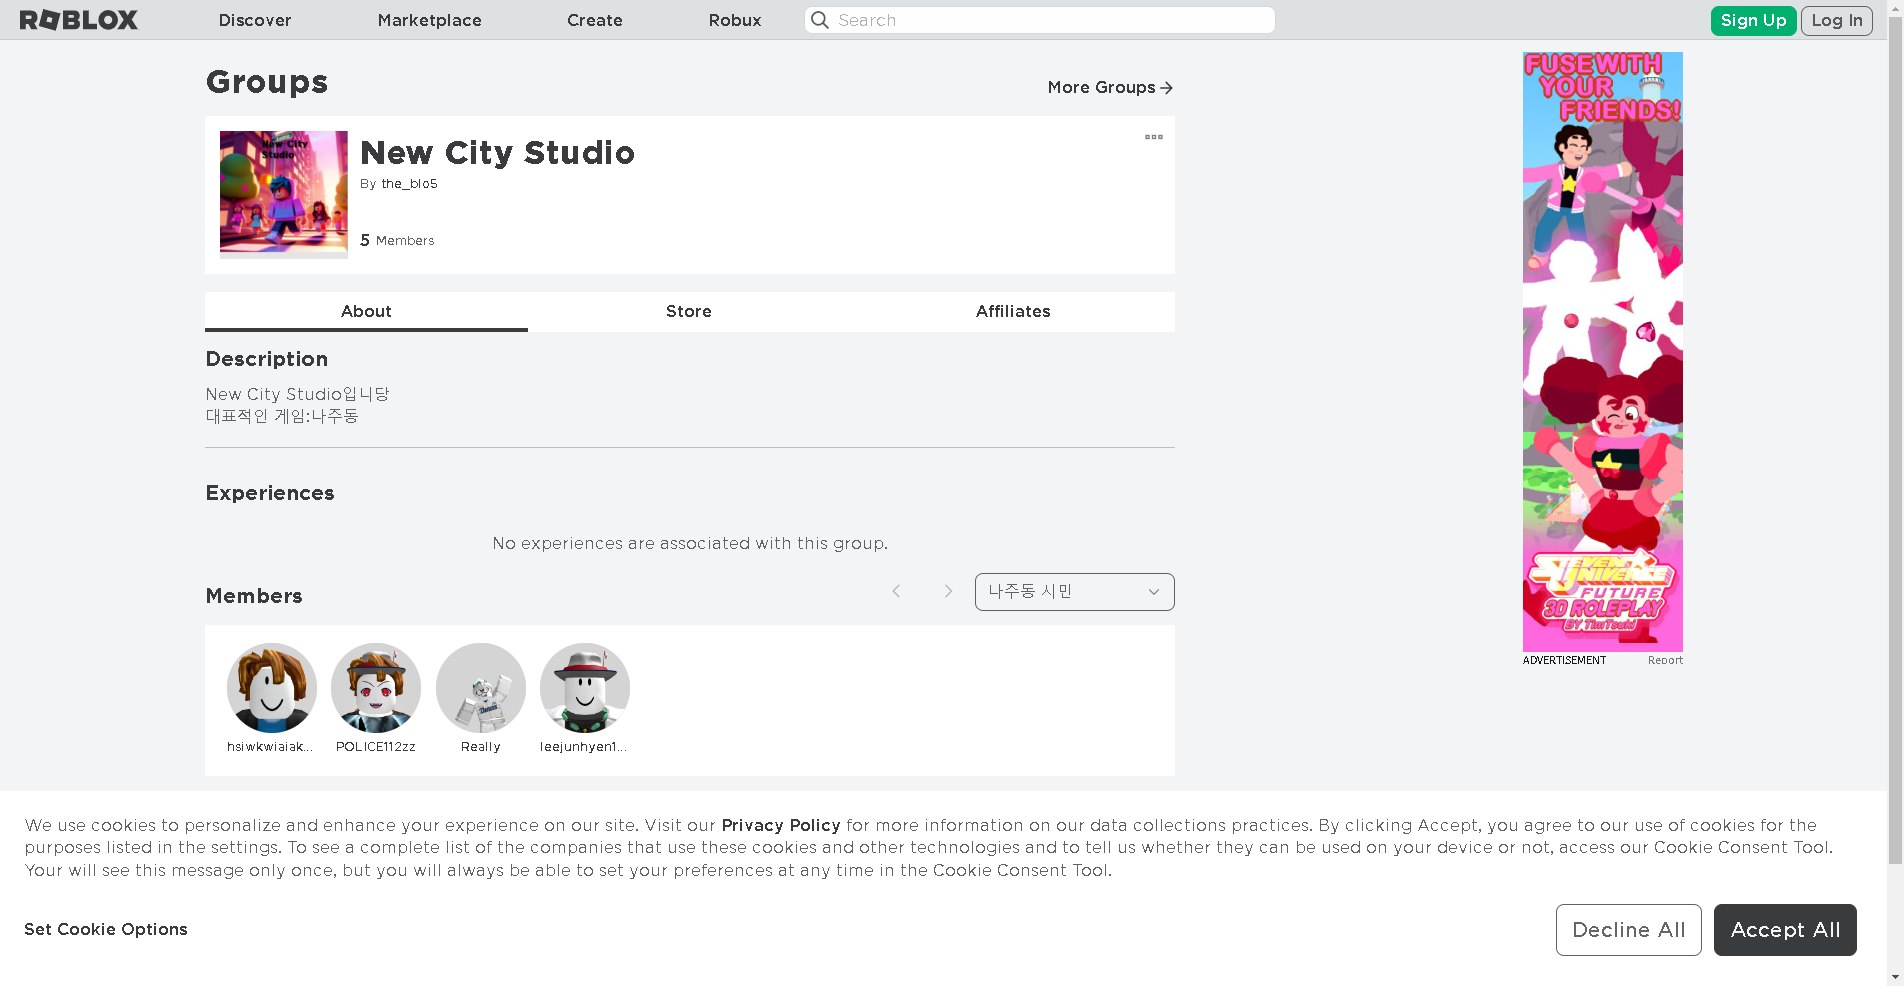 ROBLOX Discover Marketplace Create Robux Search Sign Up Log In
Groups
More Groups
New City Studio
New City Studio
By the_blo5
5 Members
About Store Affiliates
Description
New City Studio입니당
대표적인 게임:나주동
Experiences
No experiences are associated with this group.
Members
나주동 시민
hsiwkwiaiak... POLICE112zz Really leejunhyen1...
FUSE WITH
YOUR
FRIENDS!
STEVEN
UNIVERSE
FUTURE
3D ROLEPLAY
BY TimTsuki
ADVERTISEMENT Report
We use cookies to personalize and enhance your experience on our site. Visit our Privacy Policy for more information on our data collections practices. By clicking Accept, you agree to our use of cookies for the
purposes listed in the settings. To see a complete list of the companies that use these cookies and other technologies and to tell us whether they can be used on your device or not, access our Cookie Consent Tool.
Your will see this message only once, but you will always be able to set your preferences at any time in the Cookie Consent Tool.
Set Cookie Options
Decline All Accept All